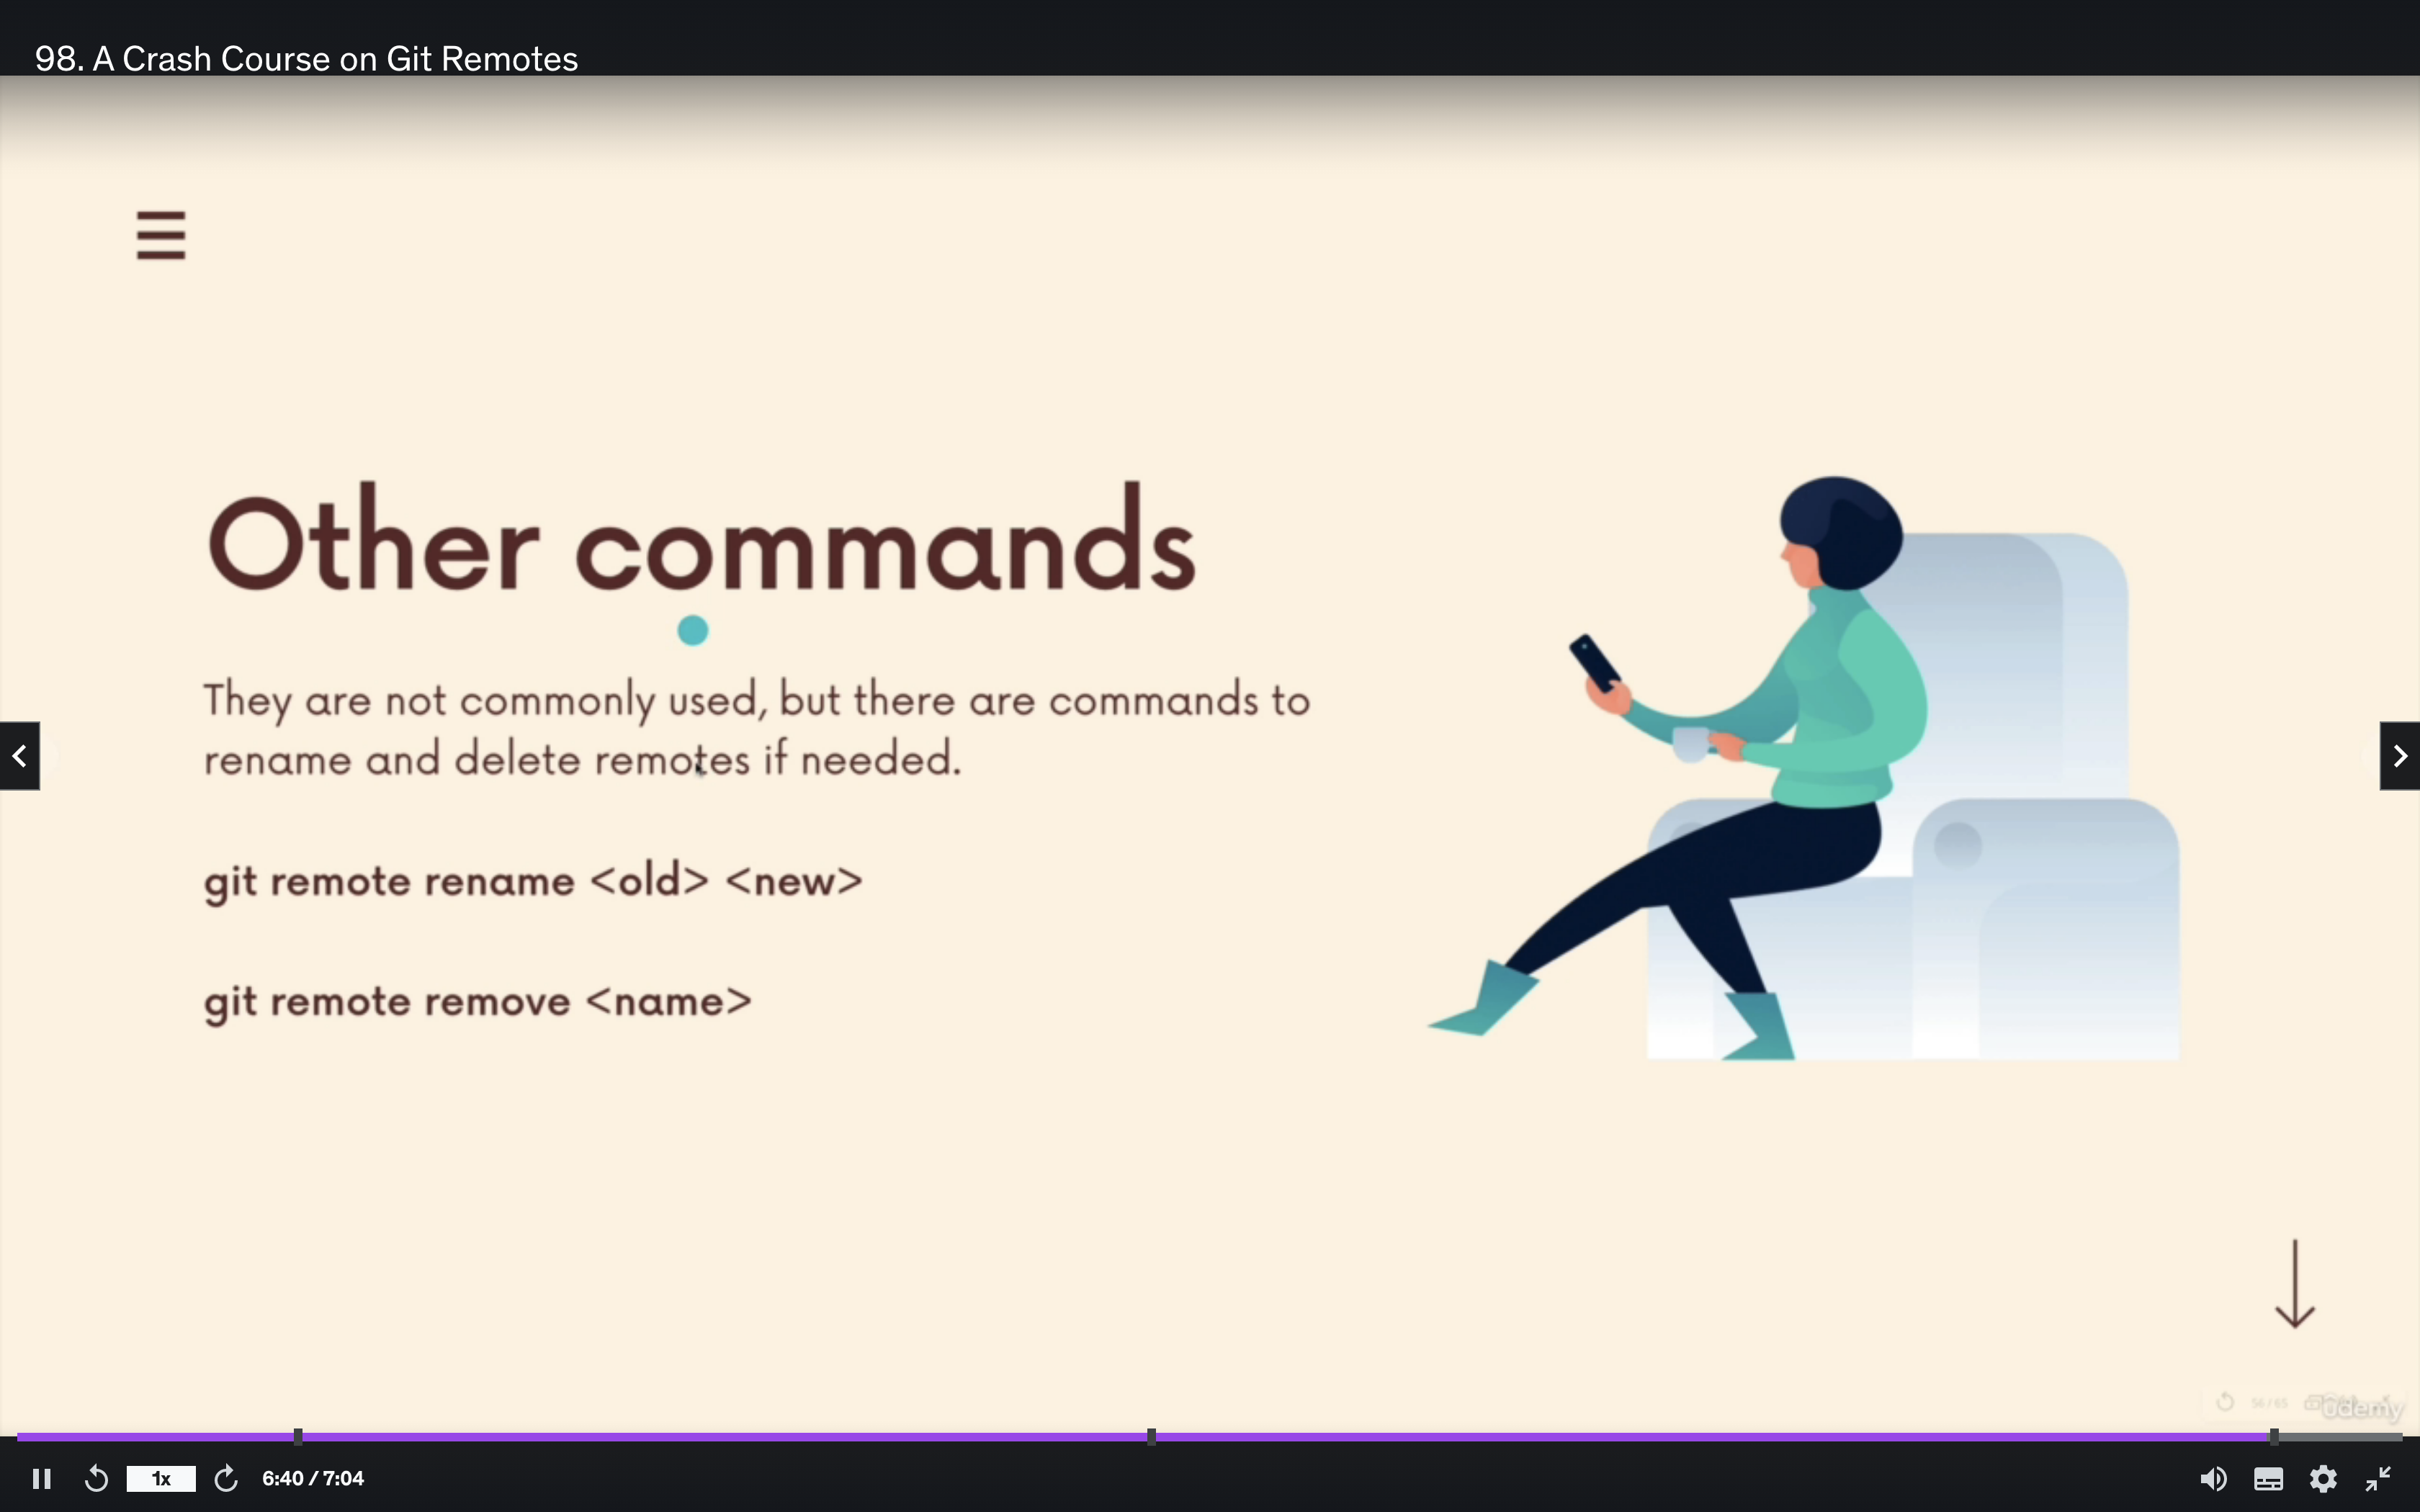 98. A Crash Course on Git Remotes
Other commands
They are not commonly used, but there are commands to
rename and delete remotes if needed.
git remote rename <old> <new>
git remote remove <name>
56 / 65
udemy
1x
6:40 / 7:04